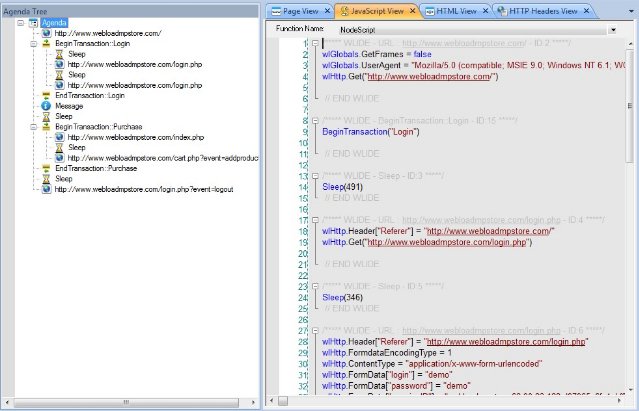 Agenda Tree
Agenda
http://www.webloadmpstore.com/
BeginTransaction::Login
Sleep
http://www.webloadmpstore.com/login.php
Sleep
http://www.webloadmpstore.com/login.php
EndTransaction::Login
Message
Sleep
BeginTransaction::Purchase
http://www.webloadmpstore.com/index.php
Sleep
http://www.webloadmpstore.com/cart.php?event=addproduc
EndTransaction::Purchase
Sleep
http://www.webloadmpstore.com/login.php?event=logout
Page View JavaScript View HTML View HTTP Headers View
Function Name: NodeScript
1 /***** WLIDE - URL : http://www.webloadmpstore.com/ - ID:2 *****/
2 wlGlobals.GetFrames = false
3 wlGlobals.UserAgent = "Mozilla/5.0 (compatible; MSIE 9.0; Windows NT 6.1; WO
4 wlHttp.Get("http://www.webloadmpstore.com/")
5
6 // END WLIDE
7
8 /***** WLIDE - BeginTransaction::Login - ID:15 *****/
9 BeginTransaction("Login")
10
11 // END WLIDE
12
13 /***** WLIDE - Sleep - ID:3 *****/
14 Sleep(491)
15 // END WLIDE
16
17 /***** WLIDE - URL : http://www.webloadmpstore.com/login.php - ID:4 *****/
18 wlHttp.Header["Referer"] = "http://www.webloadmpstore.com/"
19 wlHttp.Get("http://www.webloadmpstore.com/login.php")
20
21 // END WLIDE
22
23 /***** WLIDE - Sleep - ID:5 *****/
24 Sleep(346)
25 // END WLIDE
26
27 /***** WLIDE - URL : http://www.webloadmpstore.com/login.php - ID:6 *****/
28 wlHttp.Header["Referer"] = "http://www.webloadmpstore.com/login.php"
29 wlHttp.FormdataEncodingType = 1
30 wlHttp.ContentType = "application/x-www-form-urlencoded"
31 wlHttp.FormData["login"] = "demo"
32 wlHttp.FormData["password"] = "demo"